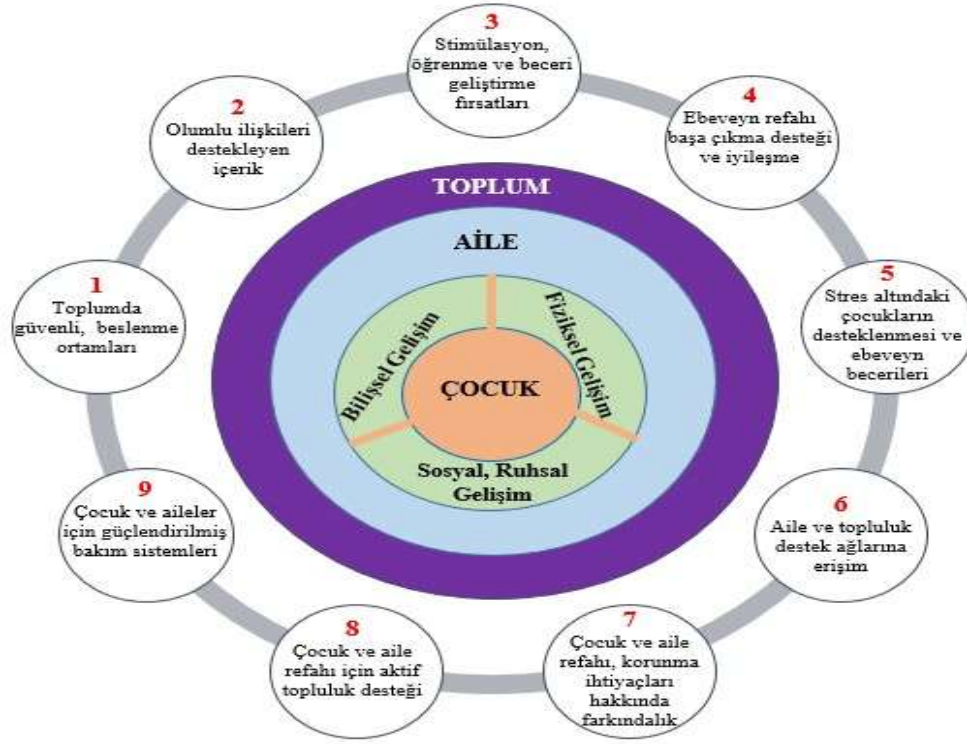 1
Toplumda
güvenli, beslenme
ortamları
2
Olumlu ilişkileri
destekleyen
içerik
3
Stimülasyon,
öğrenme ve beceri
geliştirme
fırsatları
4
Ebeveyn refahı
başa çıkma desteği
ve iyileşme
5
Stres altındaki
çocukların
desteklenmesi ve
ebeveyn
becerileri
6
Aile ve topluluk
destek ağlarına
erişim
7
Çocuk ve aile
refahı, korunma
ihtiyaçları
hakkında
farkındalık
8
Çocuk ve aile
refahı için aktif
topluluk desteği
9
Çocuk ve aileler
için güçlendirilmiş
bakım sistemleri
TOPLUM
AİLE
Bilişsel Gelişim
Fiziksel Gelişim
ÇOCUK
Sosyal, Ruhsal
Gelişim